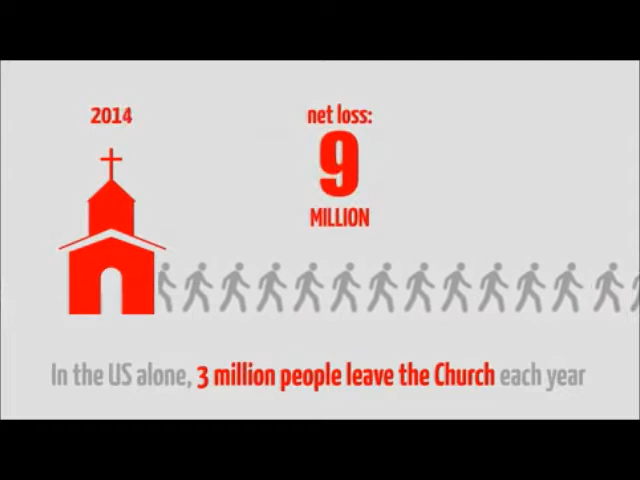 2014
net loss:
9
MILLION
In the US alone, 3 million people leave the Church each year